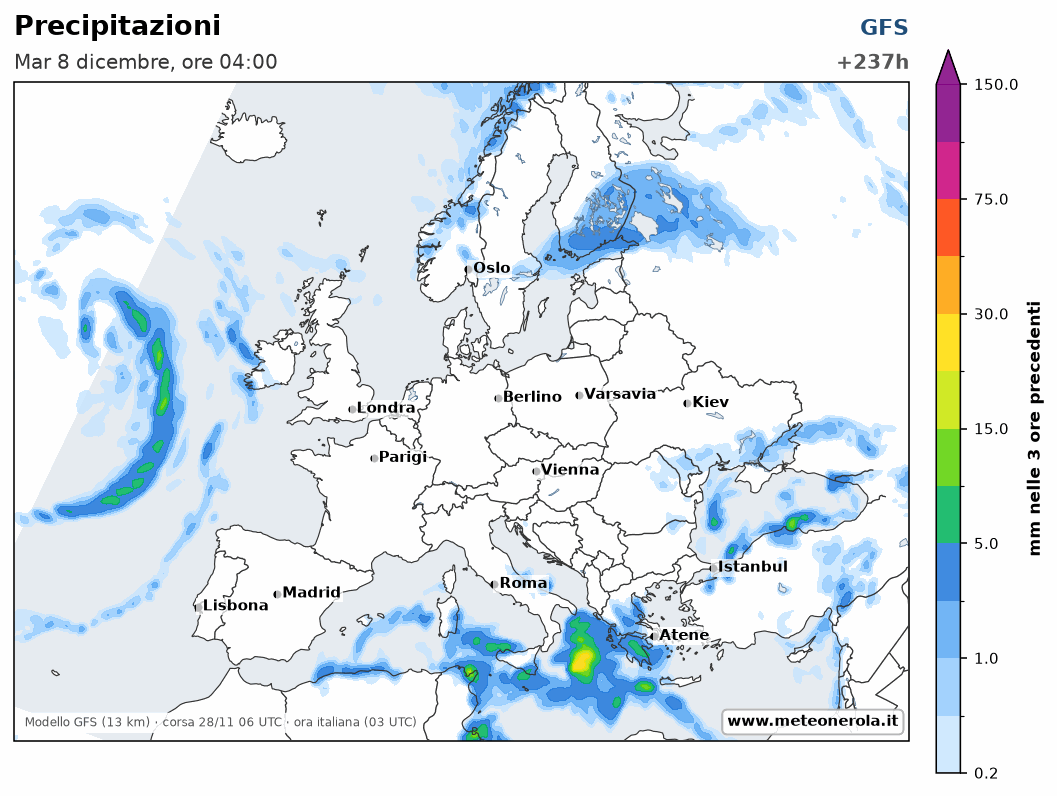 Precipitazioni
GFS
Mar 8 dicembre, ore 04:00
+237h
150.0
75.0
30.0
15.0
5.0
1.0
0.2
mm nelle 3 ore precedenti
Oslo
Londra
Berlino
Varsavia
Kiev
Parigi
Vienna
Istanbul
Roma
Madrid
Lisbona
Atene
Modello GFS (13 km) · corsa 28/11 06 UTC · ora italiana (03 UTC)
www.meteonerola.it